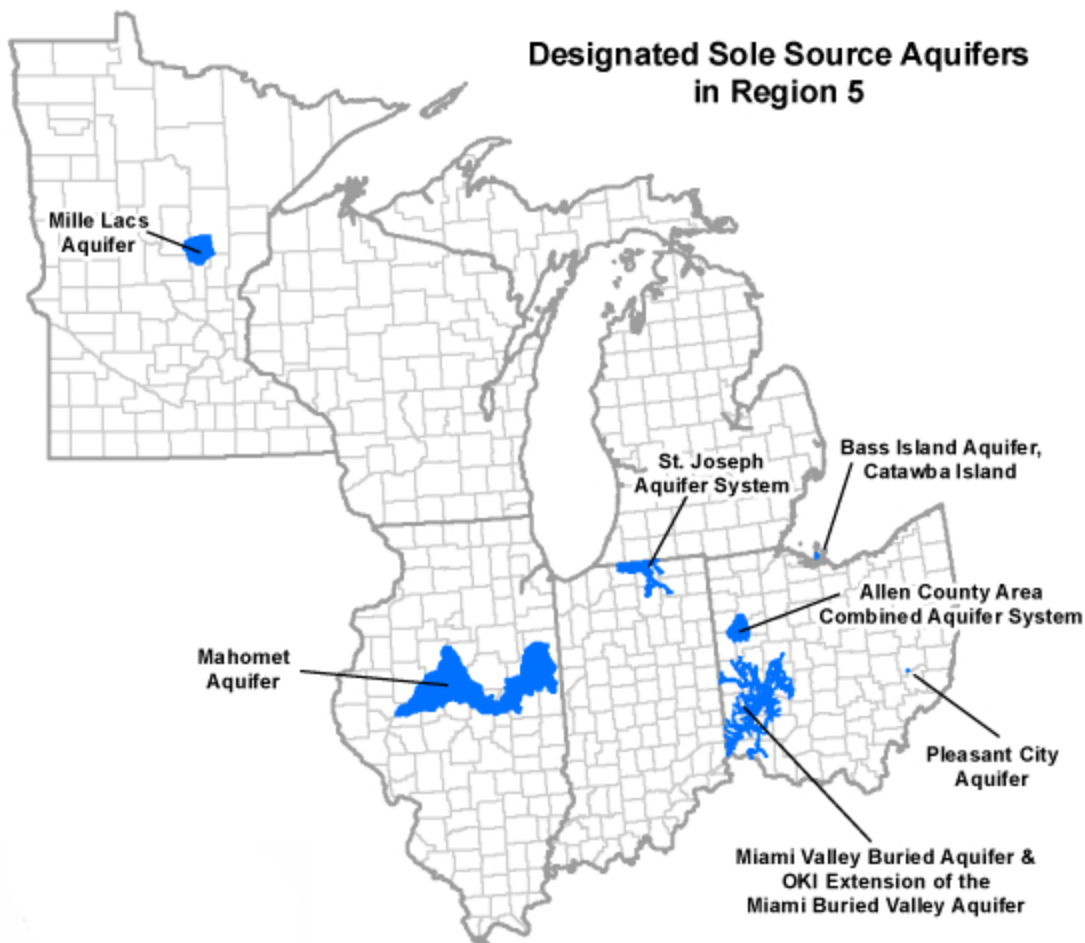 Designated Sole Source Aquifers
in Region 5
Mille Lacs
Aquifer
St. Joseph
Aquifer System
Bass Island Aquifer,
Catawba Island
Allen County Area
Combined Aquifer System
Mahomet
Aquifer
Pleasant City
Aquifer
Miami Valley Buried Aquifer &
OKI Extension of the
Miami Buried Valley Aquifer